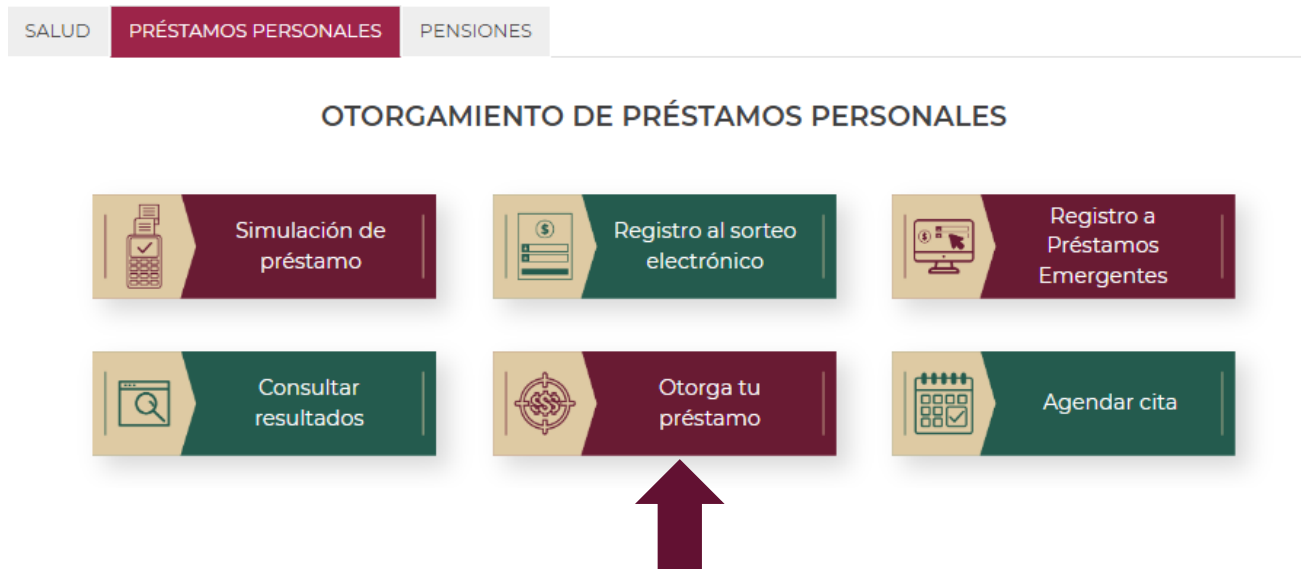 SALUD
PRÉSTAMOS PERSONALES
PENSIONES
OTORGAMIENTO DE PRÉSTAMOS PERSONALES
Simulación de
préstamo
Registro al sorteo
electrónico
Registro a
Préstamos
Emergentes
Consultar
resultados
Otorga tu
préstamo
Agendar cita